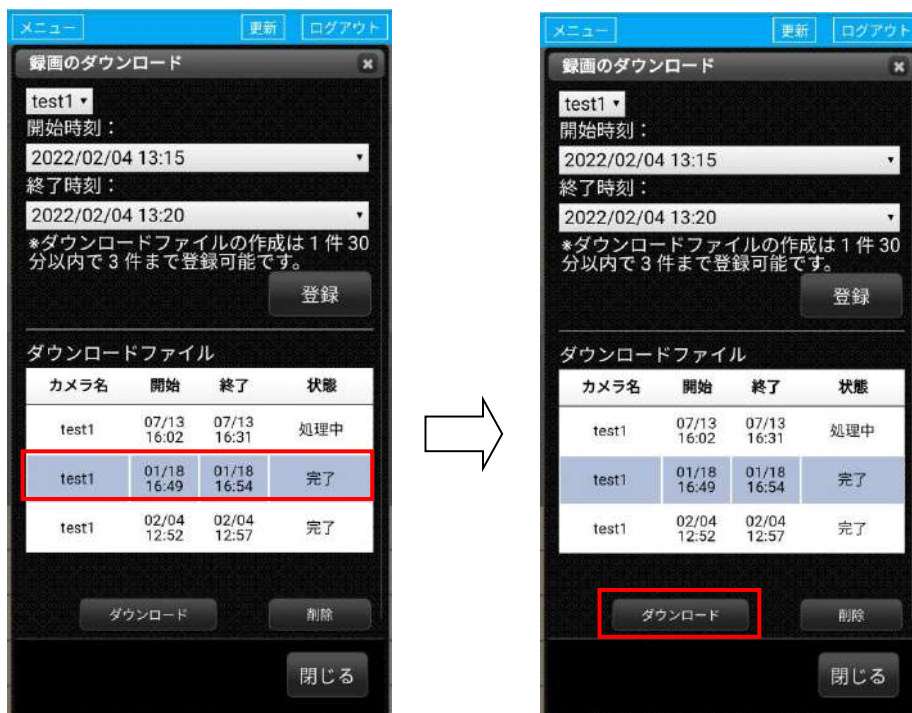 メニュー 更新 ログアウト
録画のダウンロード
test1
開始時刻：
2022/02/04 13:15
終了時刻：
2022/02/04 13:20
*ダウンロードファイルの作成は1件30
分以内で3件まで登録可能です。
登録
ダウンロードファイル
カメラ名 開始 終了 状態
test1 07/13 16:02 07/13 16:31 処理中
test1 01/18 16:49 01/18 16:54 完了
test1 02/04 12:52 02/04 12:57 完了
ダウンロード 削除
閉じる
メニュー 更新 ログアウト
録画のダウンロード
test1
開始時刻：
2022/02/04 13:15
終了時刻：
2022/02/04 13:20
*ダウンロードファイルの作成は1件30
分以内で3件まで登録可能です。
登録
ダウンロードファイル
カメラ名 開始 終了 状態
test1 07/13 16:02 07/13 16:31 処理中
test1 01/18 16:49 01/18 16:54 完了
test1 02/04 12:52 02/04 12:57 完了
ダウンロード 削除
閉じる